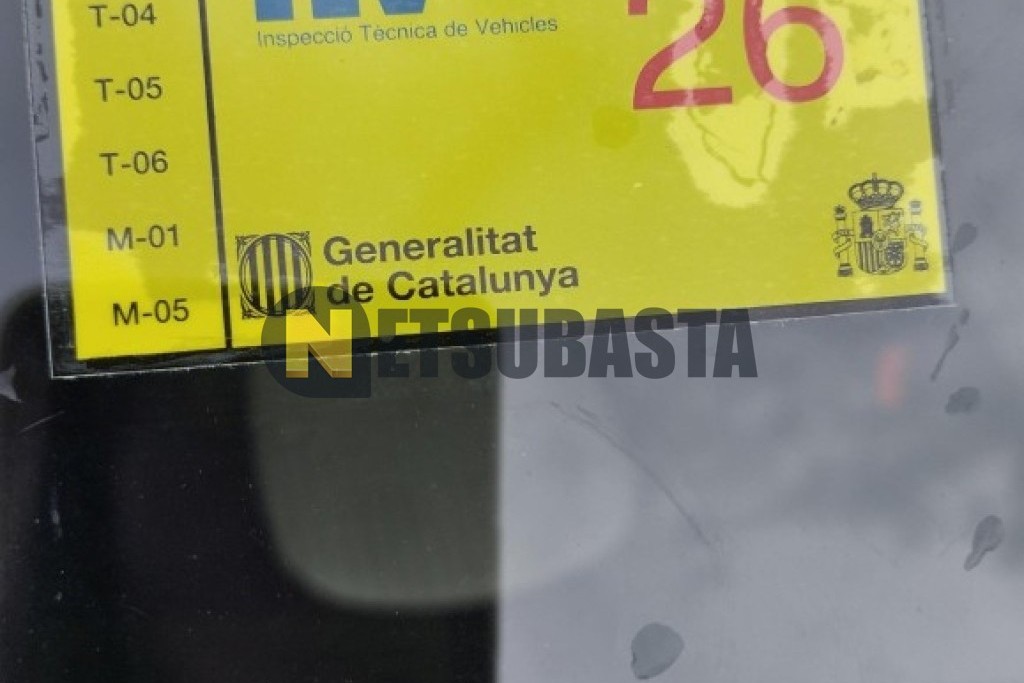 T-04
T-05
T-06
M-01
M-05
Inspecció Tècnica de Vehicles
26
Generalitat
de Catalunya
NETSUBASTA